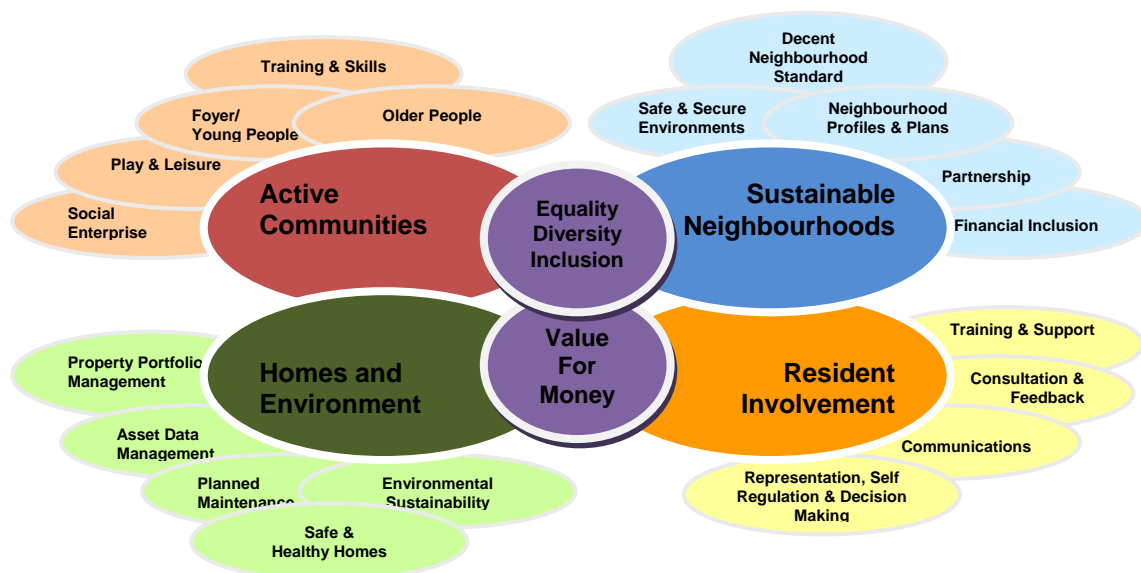 Training & Skills
Foyer/
Young People
Older People
Play & Leisure
Social
Enterprise
Active
Communities
Decent
Neighbourhood
Standard
Safe & Secure
Environments
Neighbourhood
Profiles & Plans
Partnership
Financial Inclusion
Sustainable
Neighbourhoods
Equality
Diversity
Inclusion
Value
For
Money
Homes and
Environment
Property Portfolio
Management
Asset Data
Management
Planned
Maintenance
Environmental
Sustainability
Safe &
Healthy Homes
Resident
Involvement
Training & Support
Consultation &
Feedback
Communications
Representation, Self
Regulation & Decision
Making